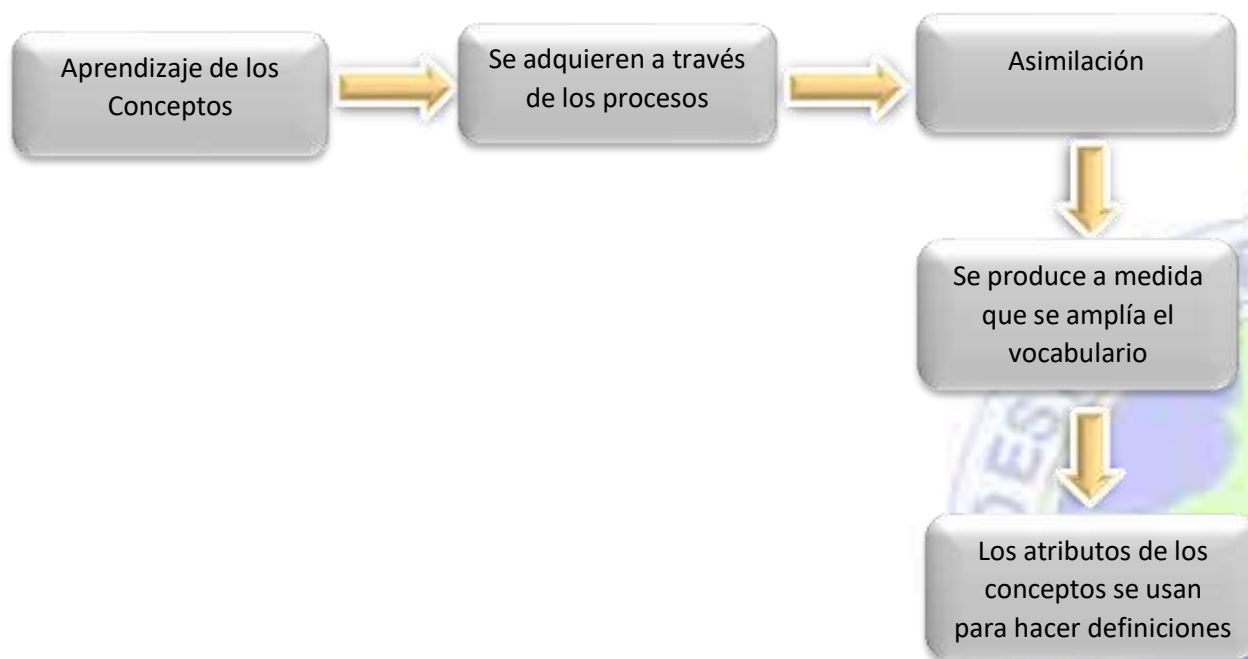 Aprendizaje de los
Conceptos
Se adquieren a través
de los procesos
Asimilación
Se produce a medida
que se amplía el
vocabulario
DES
Los atributos de los
conceptos se usan
para hacer definiciones